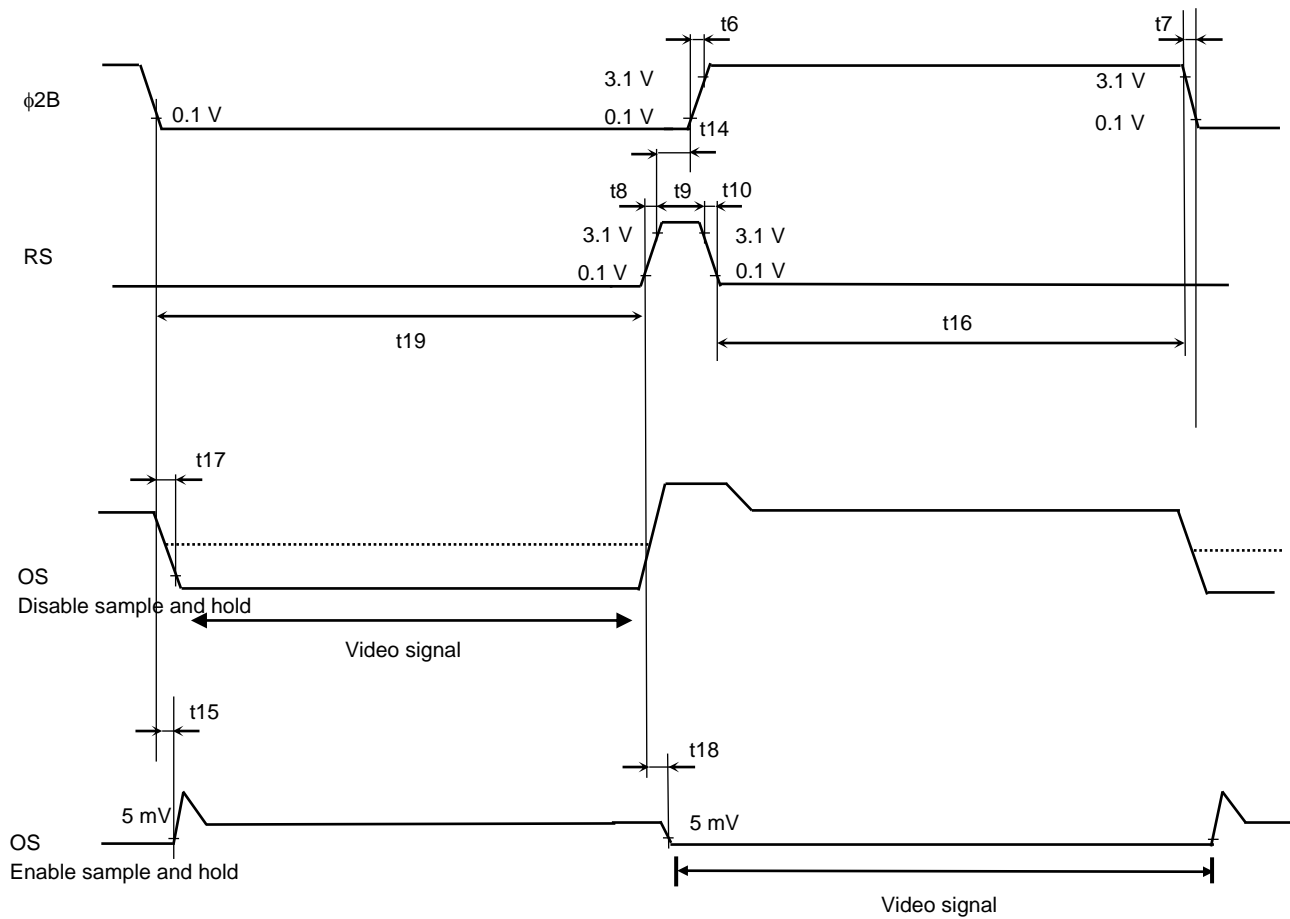 t6
t7
3.1 V
3.1 V
ϕ2B
0.1 V
0.1 V
0.1 V
t14
t8
t9
t10
3.1 V
3.1 V
RS
0.1 V
0.1 V
t19
t16
t17
OS
Disable sample and hold
Video signal
t15
t18
5 mV
5 mV
OS
Enable sample and hold
Video signal